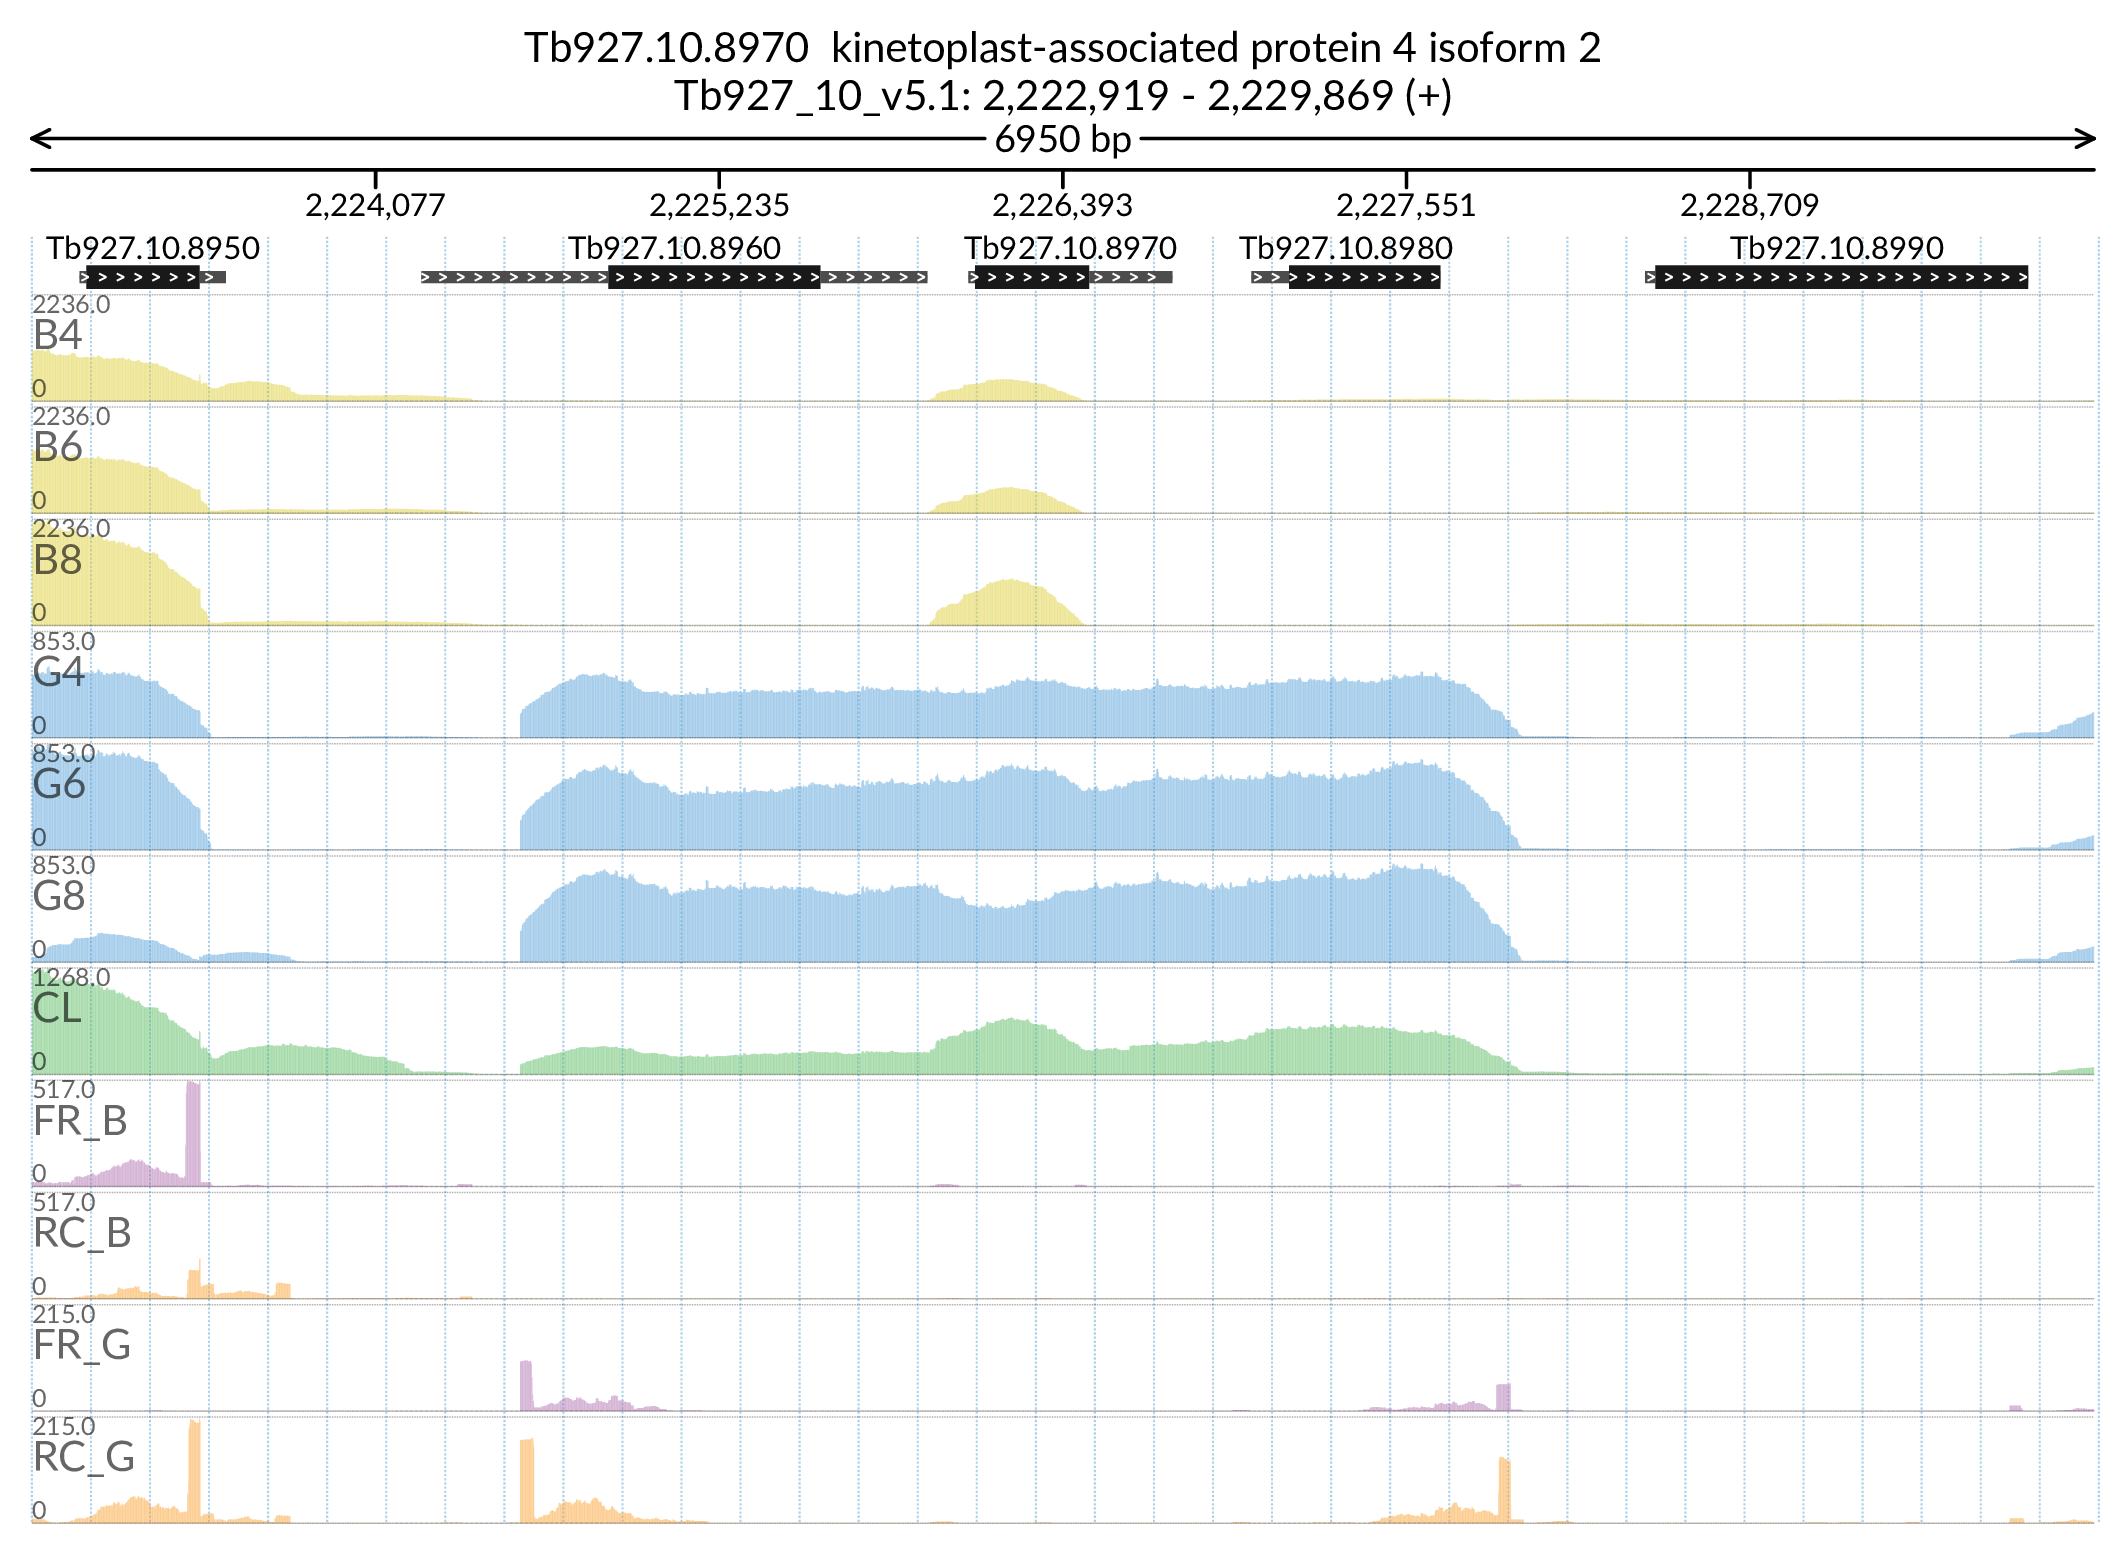 Tb927.10.8970 kinetoplast-associated protein 4 isoform 2
Tb927_10_v5.1: 2,222,919 - 2,229,869 (+)
6950 bp
2,224,077 2,225,235 2,226,393 2,227,551 2,228,709
Tb927.10.8950 Tb927.10.8960 Tb927.10.8970 Tb927.10.8980 Tb927.10.8990
2236.0
B4
0
2236.0
B6
0
2236.0
B8
0
853.0
G4
0
853.0
G6
0
853.0
G8
0
1268.0
CL
0
517.0
FR_B
0
517.0
RC_B
0
215.0
FR_G
0
215.0
RC_G
0